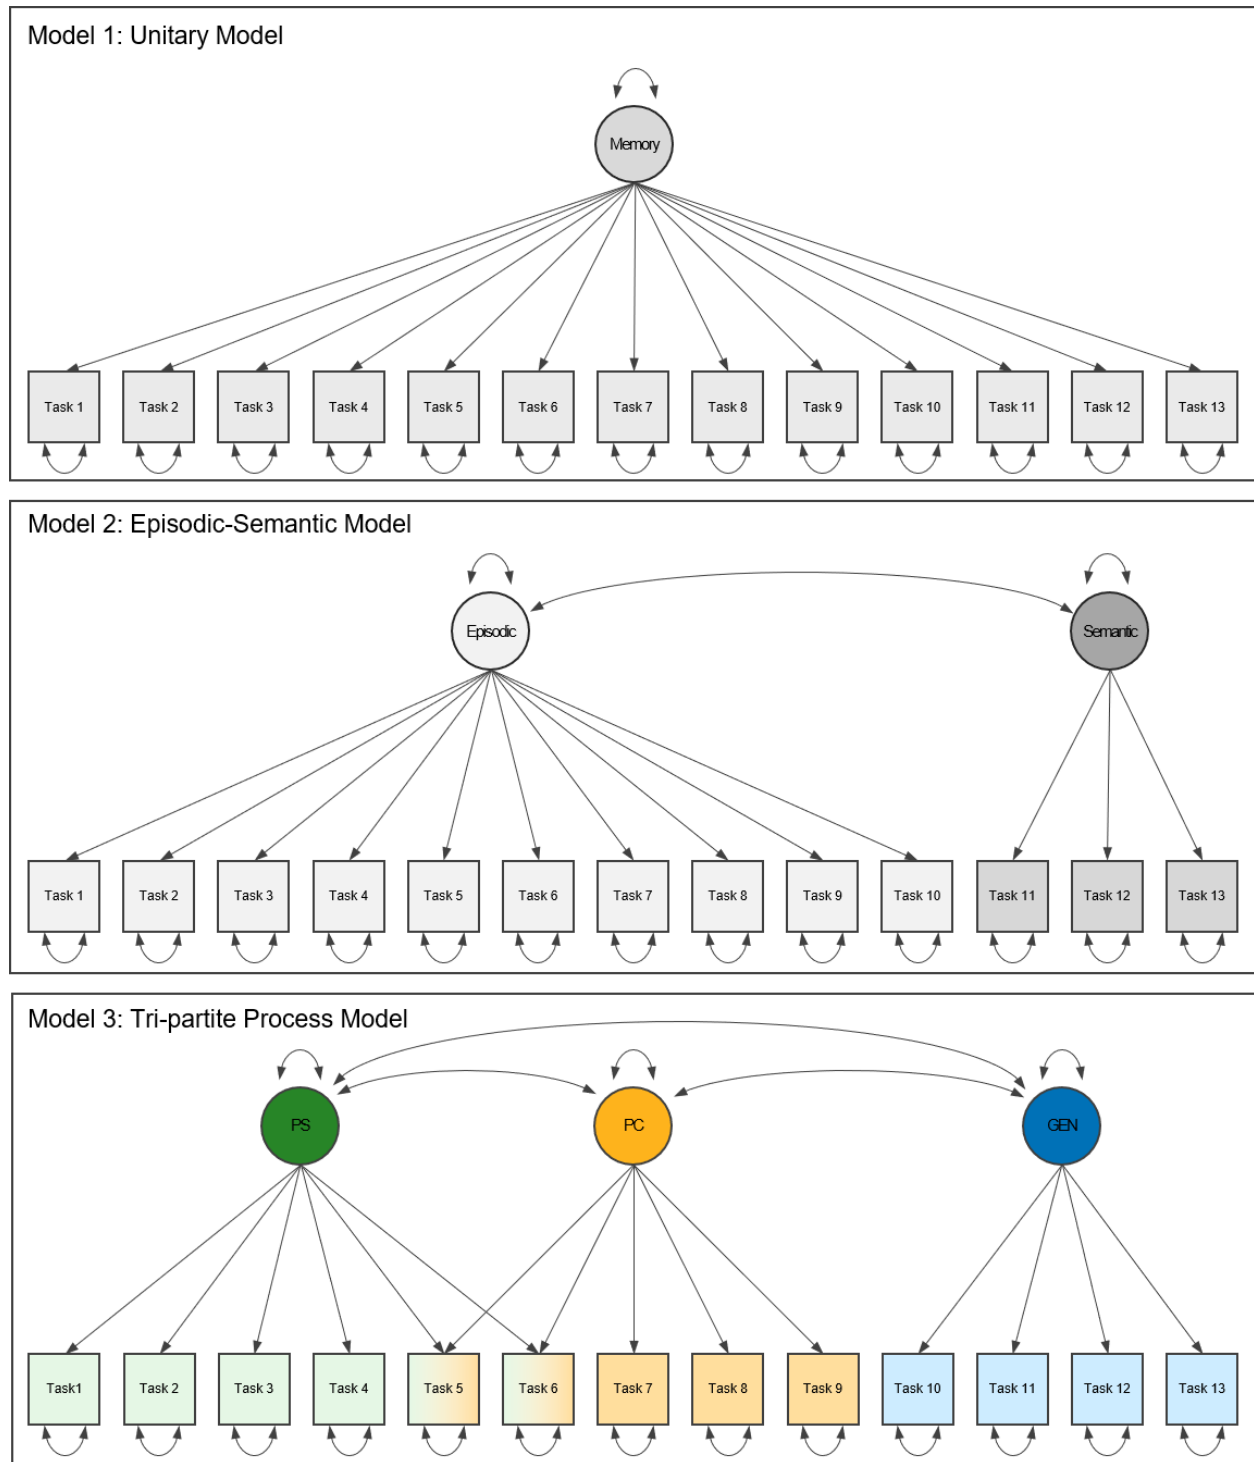 Model 1: Unitary Model
Memory
Task 1 Task 2 Task 3 Task 4 Task 5 Task 6 Task 7 Task 8 Task 9 Task 10 Task 11 Task 12 Task 13
Model 2: Episodic-Semantic Model
Episodic Semantic
Task 1 Task 2 Task 3 Task 4 Task 5 Task 6 Task 7 Task 8 Task 9 Task 10 Task 11 Task 12 Task 13
Model 3: Tri-partite Process Model
PS PC GEN
Task1 Task 2 Task 3 Task 4 Task 5 Task 6 Task 7 Task 8 Task 9 Task 10 Task 11 Task 12 Task 13